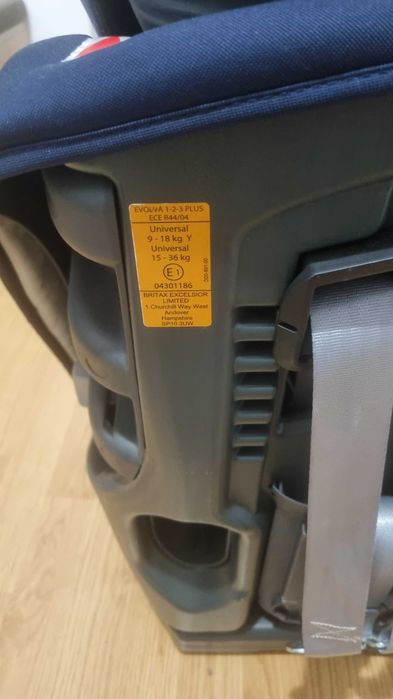 EVOLVA 1-2-3 PLUS
ECE R44/04
Universal
9 - 18 kg Y
Universal
15 - 36 kg
E1
04301186
BRITAX EXCELSIOR
LIMITED
1 Churchill Way West
Andover
Hampshire
SP10 3UW